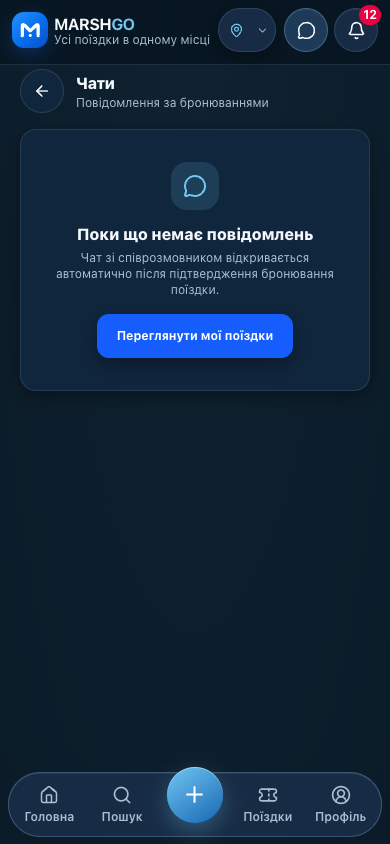 MARSHGO
Усі поїздки в одному місці
12
Чати
Повідомлення за бронюваннями
Поки що немає повідомлень
Чат зі співрозмовником відкривається
автоматично після підтвердження бронювання
поїздки.
Переглянути мої поїздки
Головна
Пошук
Поїздки
Профіль